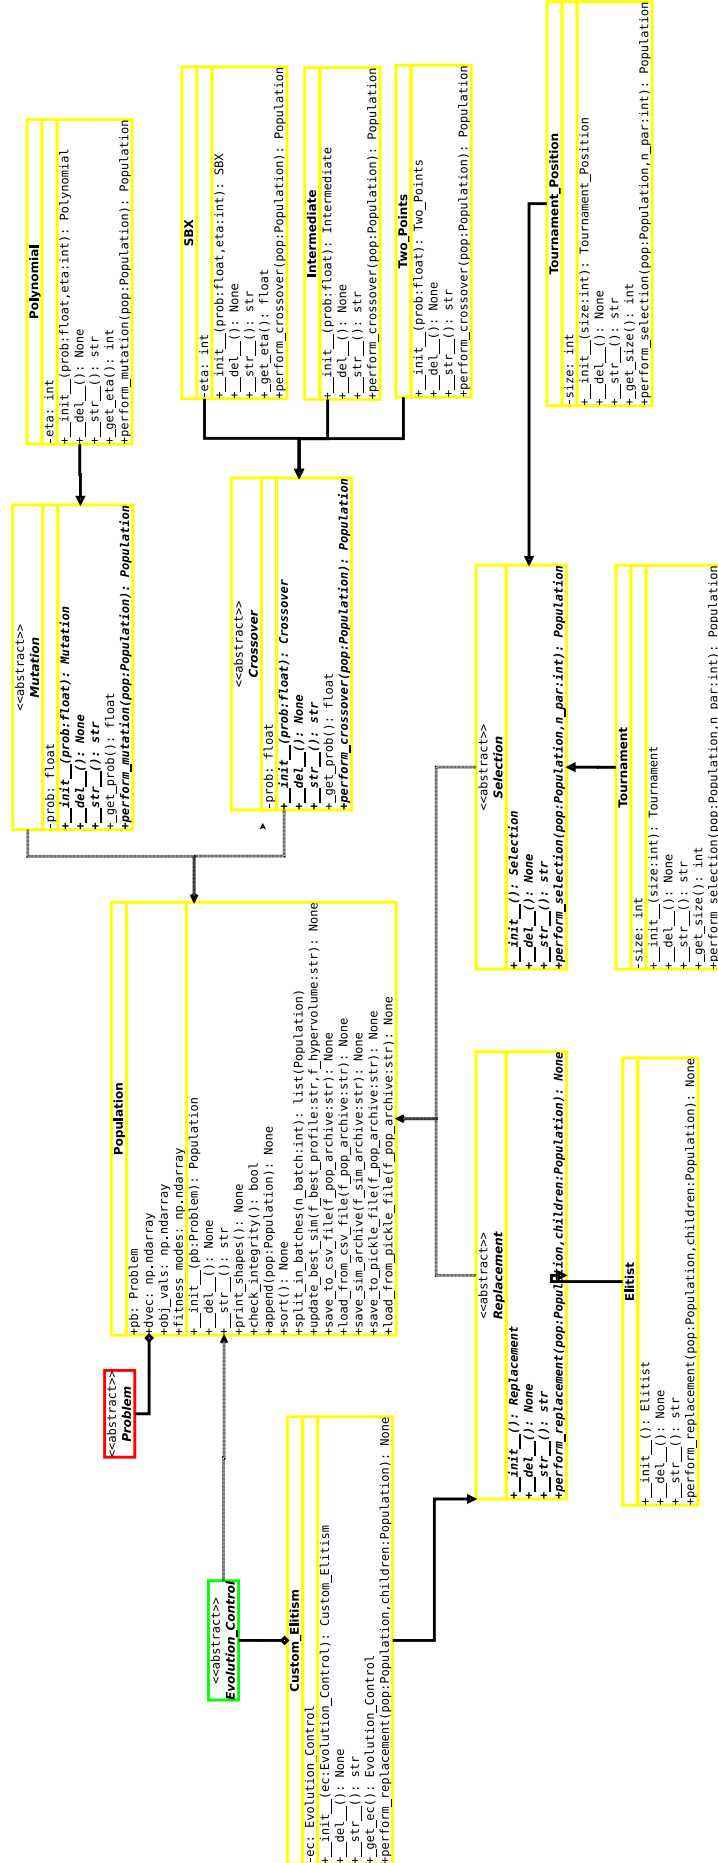 Polynomial
-eta: int
+__init__(prob:float,eta:int): Polynomial
+__del__(): None
+__str__(): str
+_get_eta(): int
+perform_mutation(pop:Population): Population
SBX
-eta: int
+__init__(prob:float,eta:int): SBX
+__del__(): None
+__str__(): str
+_get_eta(): float
+perform_crossover(pop:Population): Population
Intermediate
+__init__(prob:float): Intermediate
+__del__(): None
+__str__(): str
+perform_crossover(pop:Population): Population
Two_Points
+__init__(prob:float): Two_Points
+__del__(): None
+__str__(): str
+perform_crossover(pop:Population): Population
Tournament_Position
-size: int
+__init__(size:int): Tournament_Position
+__del__(): None
+__str__(): str
+_get_size(): int
+perform_selection(pop:Population,n_par:int): Population
<<abstract>>
Mutation
-prob: float
+__init__(prob:float): Mutation
+__del__(): None
+__str__(): str
+_get_prob(): float
+perform_mutation(pop:Population): Population
<<abstract>>
Crossover
-prob: float
+__init__(prob:float): Crossover
+__del__(): None
+__str__(): str
+_get_prob(): float
+perform_crossover(pop:Population): Population
<<abstract>>
Selection
+__init__(): Selection
+__del__(): None
+__str__(): str
+perform_selection(pop:Population,n_par:int): Population
Tournament
-size: int
+__init__(size:int): Tournament
+__del__(): None
+__str__(): str
+_get_size(): int
+perform_selection(pop:Population,n_par:int): Population
Population
+pb: Problem
+dvec: np.ndarray
+obj_vals: np.ndarray
+fitness_modes: np.ndarray
+__init__(pb:Problem): Population
+__del__(): None
+__str__(): str
+print_shapes(): None
+check_integrity(): bool
+append(pop:Population): None
+sort(): None
+split_in_batches(n_batch:int): list(Population)
+update_best_sim(f_best_profile:str,f_hypervolume:str): None
+save_to_csv_file(f_pop_archive:str): None
+load_from_csv_file(f_pop_archive:str): None
+save_sim_archive(f_sim_archive:str): None
+save_to_pickle_file(f_pop_archive:str): None
+load_from_pickle_file(f_pop_archive:str): None
<<abstract>>
Replacement
+__init__(): Replacement
+__del__(): None
+__str__(): str
+perform_replacement(pop:Population,children:Population): None
Elitist
+__init__(): Elitist
+__del__(): None
+__str__(): str
+perform_replacement(pop:Population,children:Population): None
<<abstract>>
Problem
<<abstract>>
Evolution_Control
Custom_Elitism
-ec: Evolution_Control
+__init__(ec:Evolution_Control): Custom_Elitism
+__del__(): None
+__str__(): str
+_get_ec(): Evolution_Control
+perform_replacement(pop:Population,children:Population): None